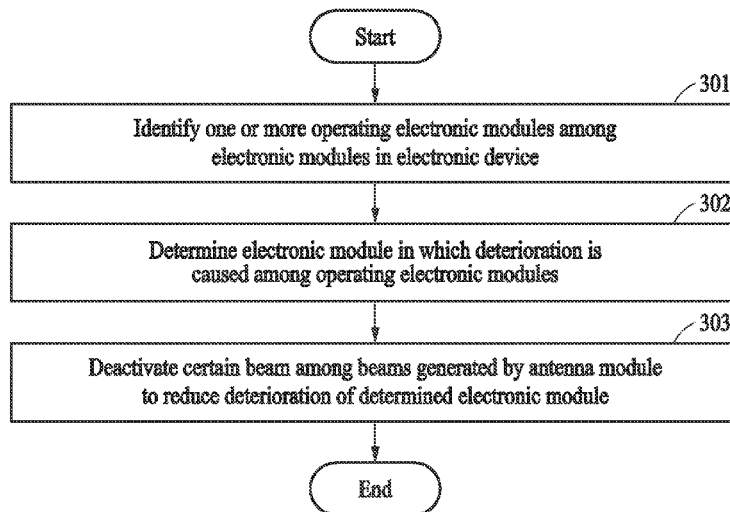 Start
301
Identify one or more operating electronic modules among
electronic modules in electronic device
302
Determine electronic module in which deterioration is
caused among operating electronic modules
303
Deactivate certain beam among beams generated by antenna module
to reduce deterioration of determined electronic module
End